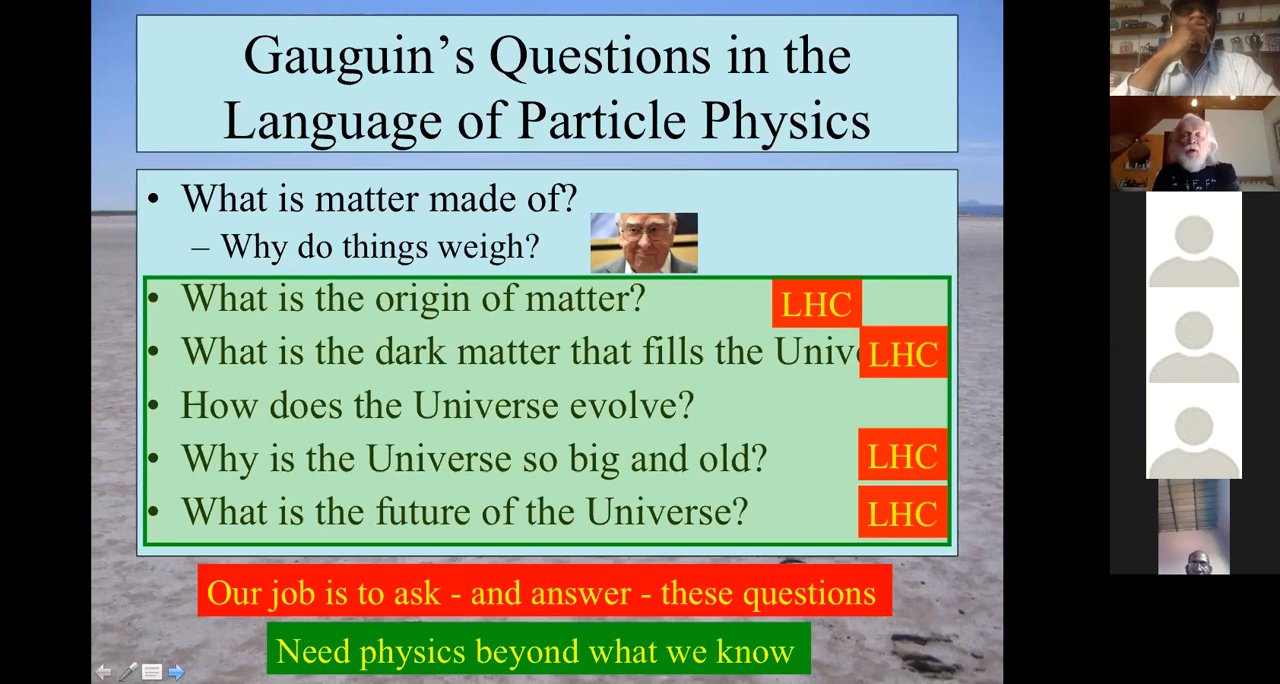 Gauguin's Questions in the
Language of Particle Physics
• What is matter made of?
– Why do things weigh?
• What is the origin of matter? LHC
• What is the dark matter that fills the Univ LHC
• How does the Universe evolve?
• Why is the Universe so big and old? LHC
• What is the future of the Universe? LHC
Our job is to ask - and answer - these questions
Need physics beyond what we know